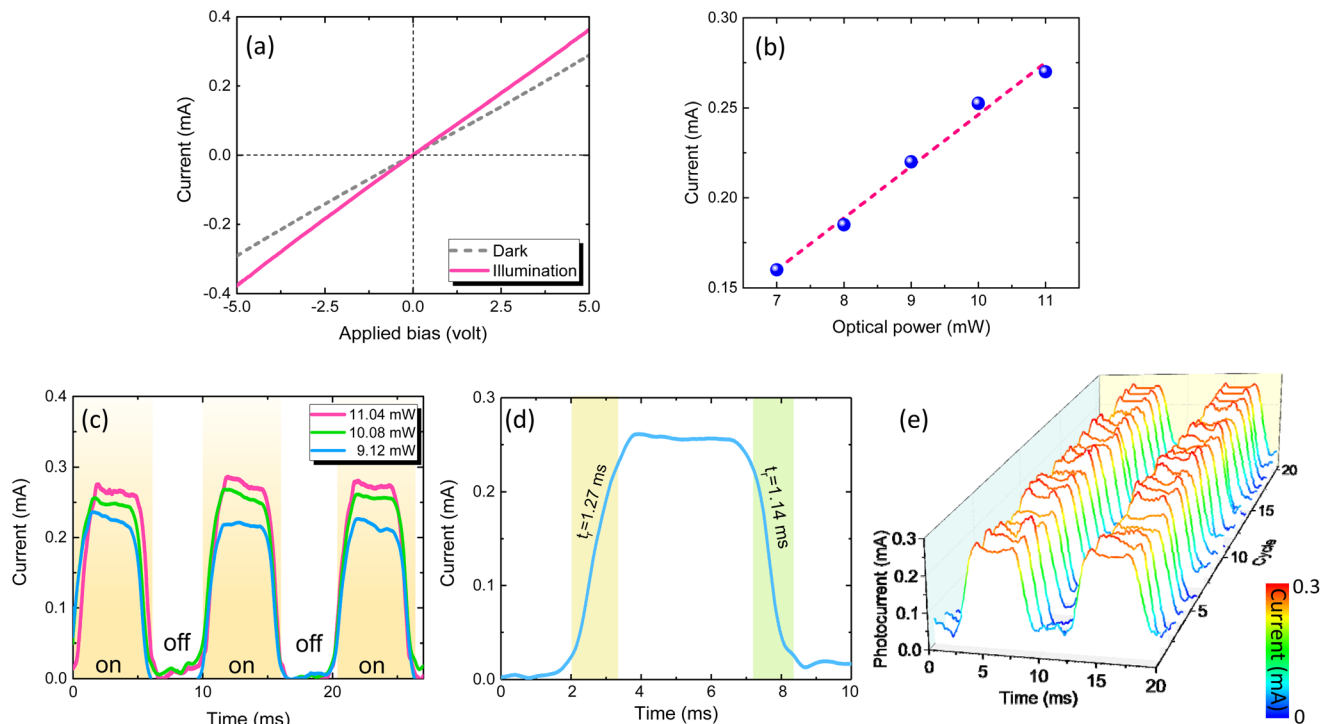 (a)
Current (mA)
0.4
0.2
0.0
-0.2
-0.4
-5.0 -2.5 0.0 2.5 5.0
Applied bias (volt)
Dark
Illumination
(b)
Current (mA)
0.30
0.25
0.20
0.15
7 8 9 10 11
Optical power (mW)
(c)
Current (mA)
0.4
0.3
0.2
0.1
0.0
11.04 mW
10.08 mW
9.12 mW
off off
on on on
0 10 20
Time (ms)
(d)
Current (mA)
0.3
0.2
0.1
0.0
tr=1.27 ms
tr=1.14 ms
0 2 4 6 8 10
Time (ms)
(e)
Photocurrent (mA)
0.3
0.2
0.1
0.0
0 5 10 15 20
Time (ms)
5
10
15
20
Cycle
0.3
Current (mA)
0